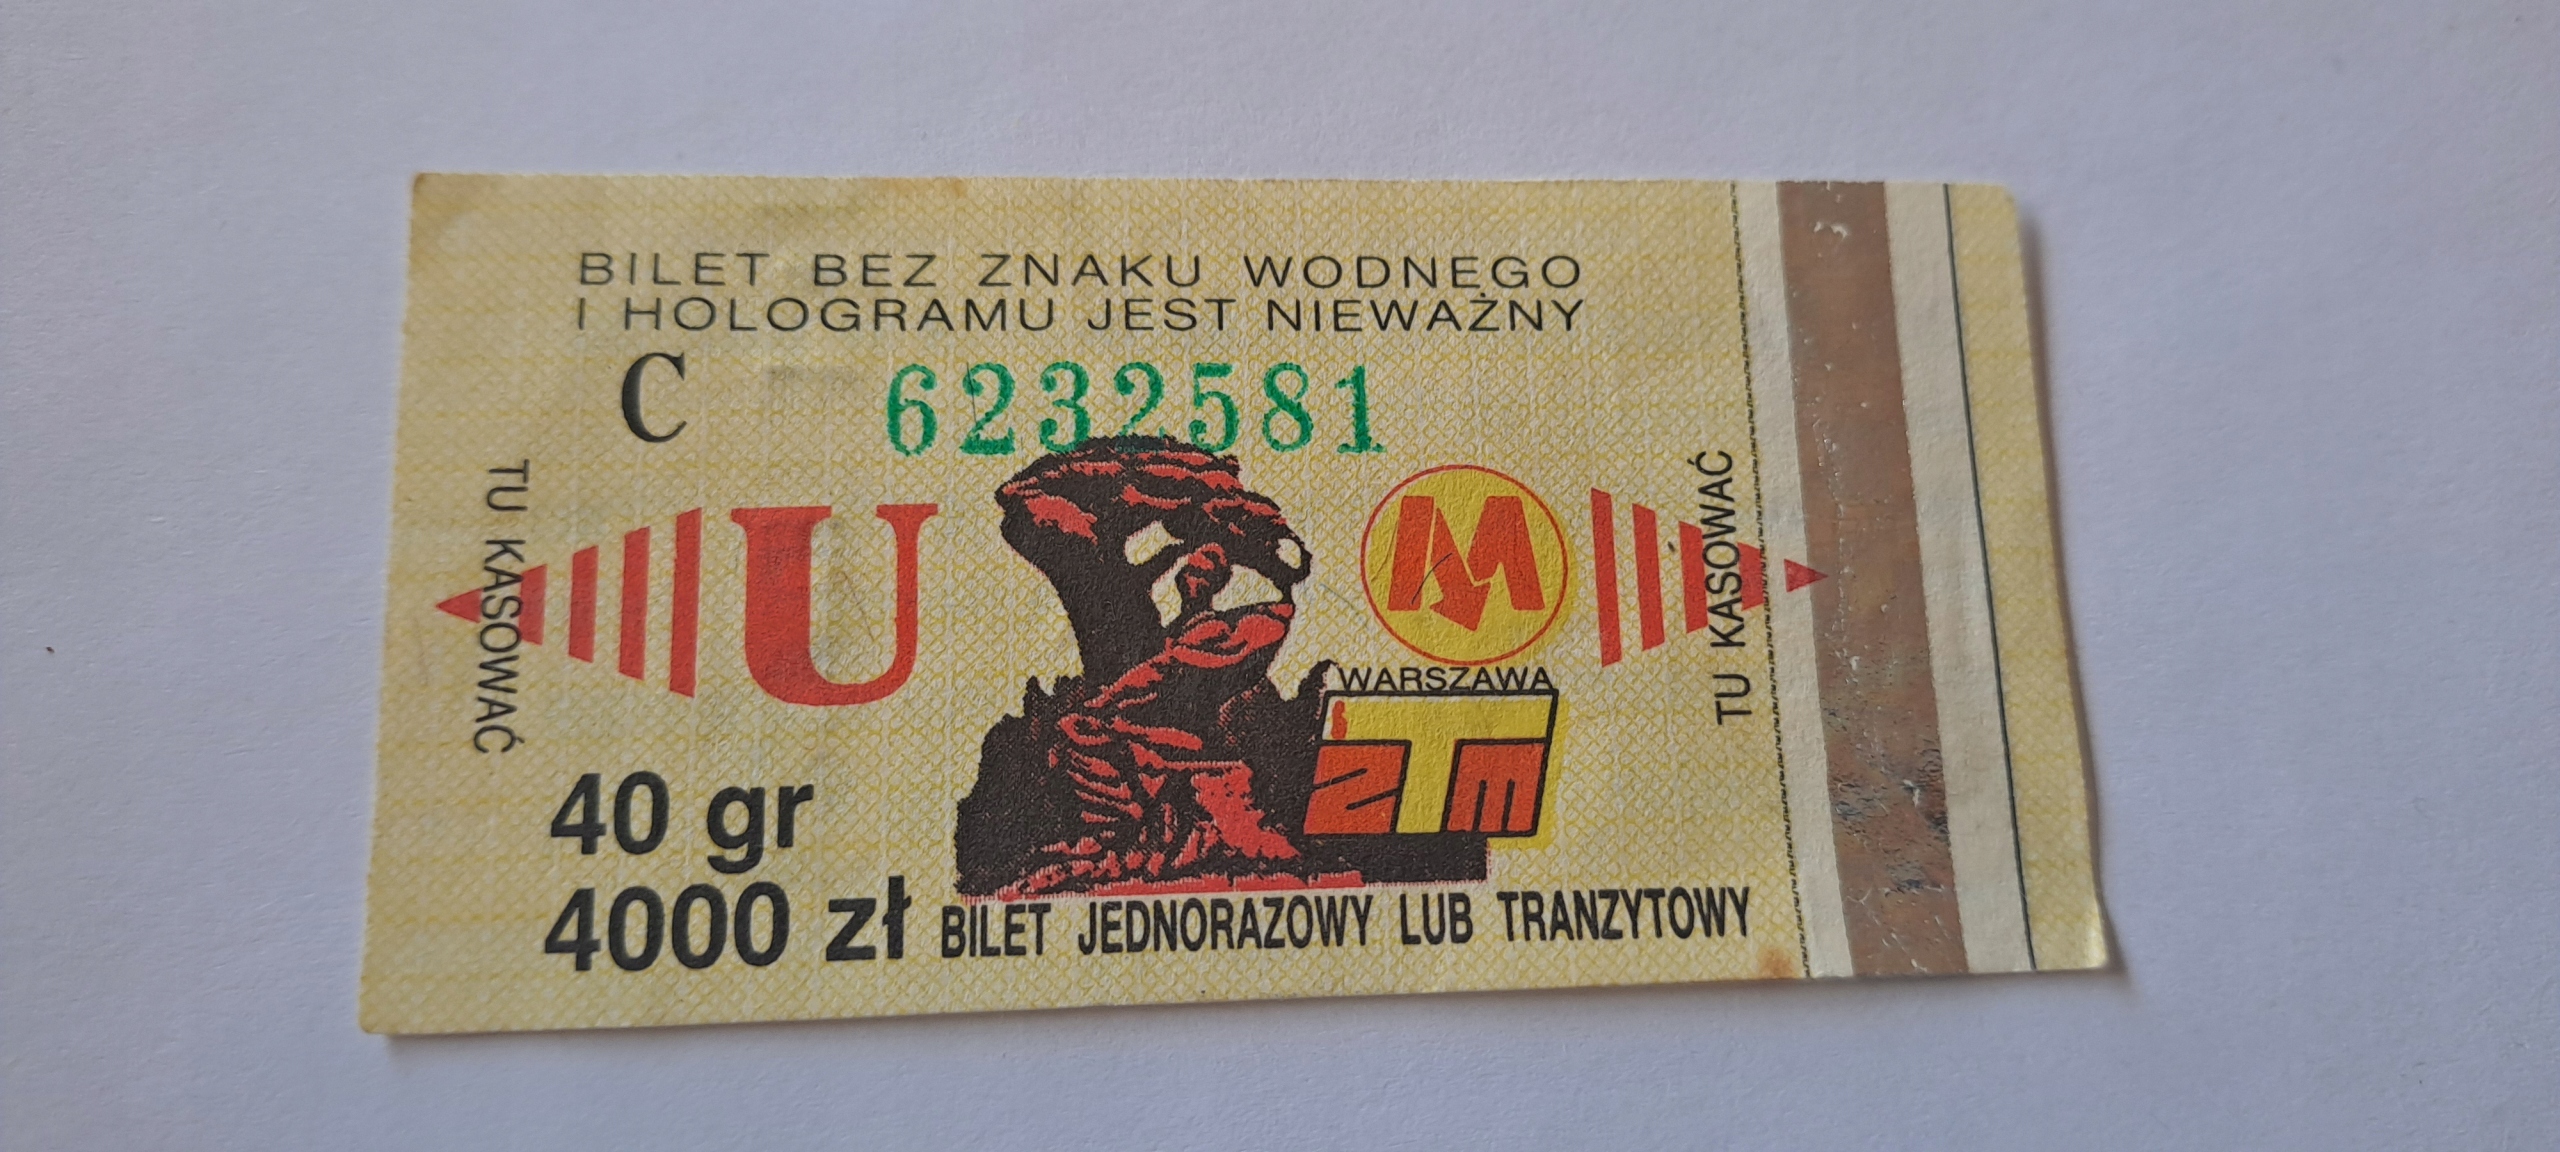 BILET BEZ ZNAKU WODNEGO
I HOLOGRAMU JEST NIEWAŻNY
C 6232581
TU KASOWAĆ
U
M
TU KASOWAĆ
WARSZAWA
ZTM
40 gr
4000 zł
BILET JEDNORAZOWY LUB TRANZYTOWY